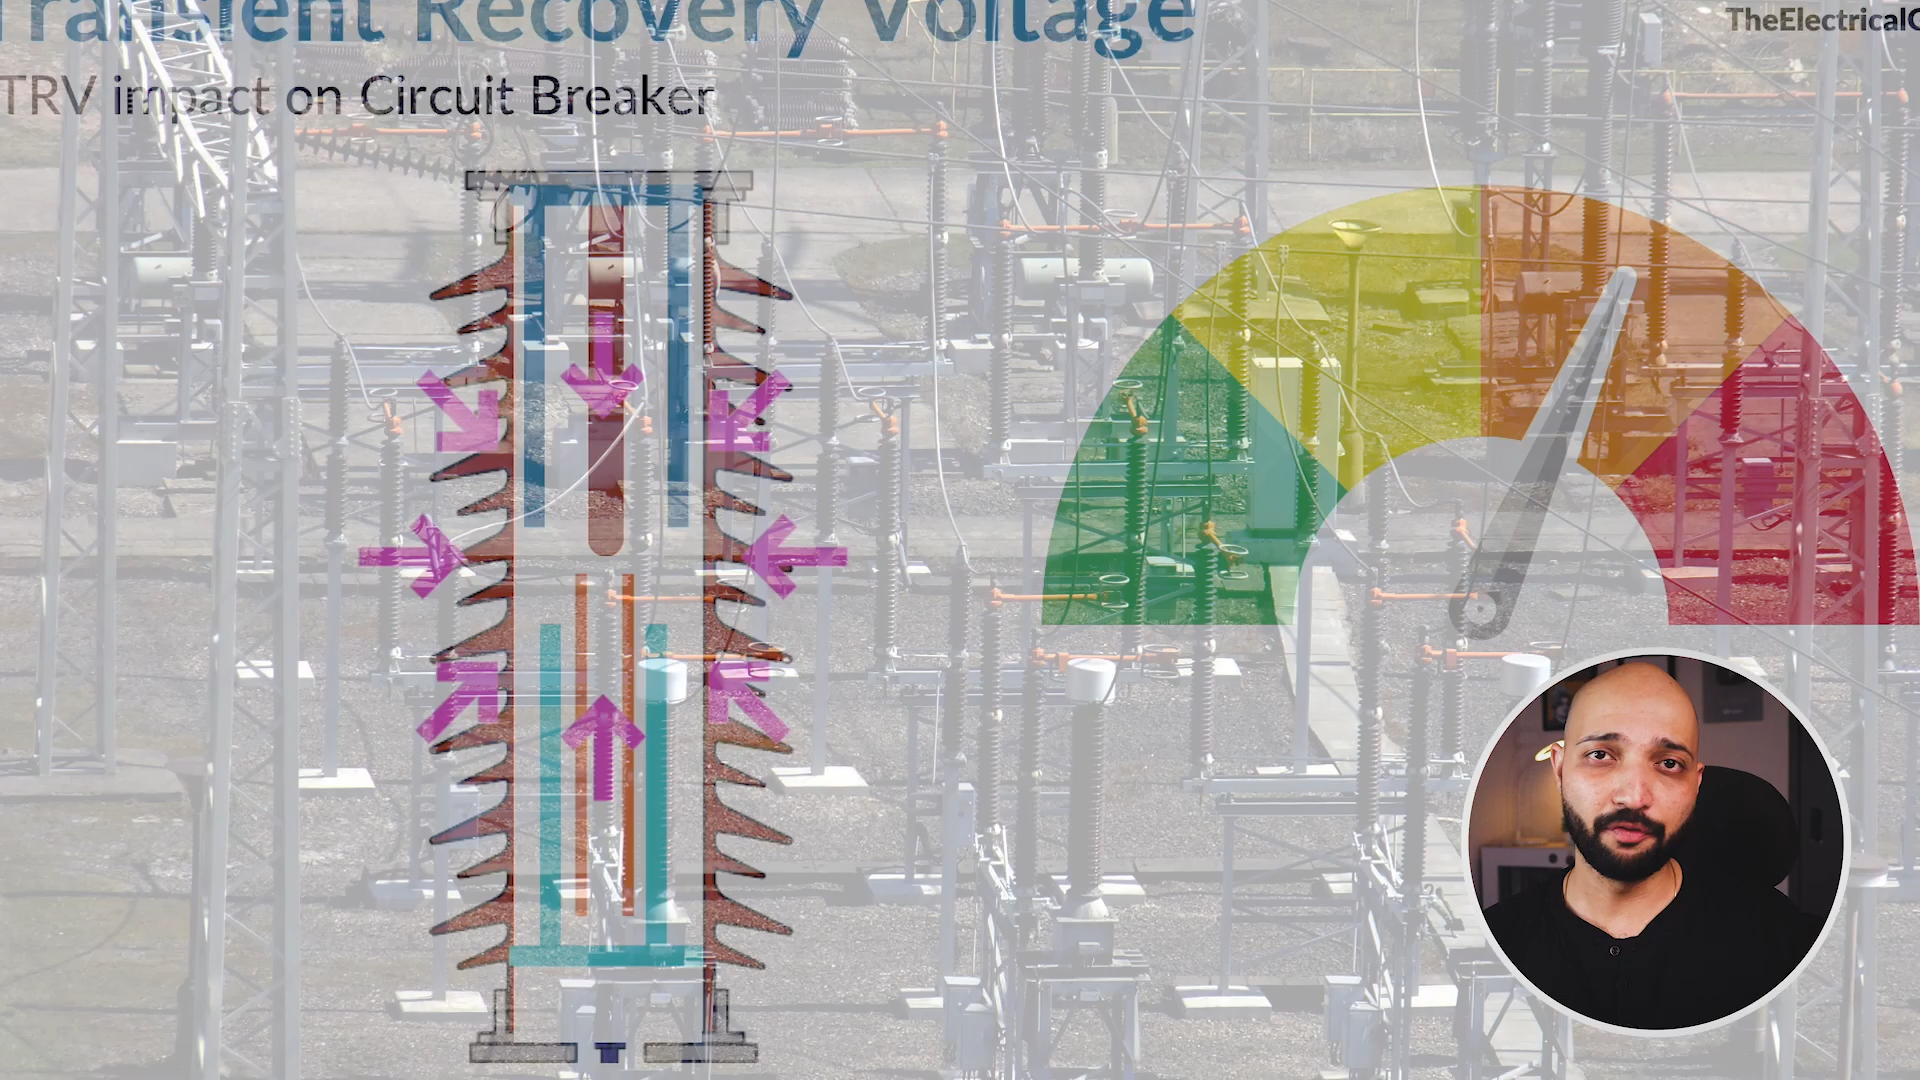 Transient Recovery Voltage
TheElectricalG
TRV impact on Circuit Breaker